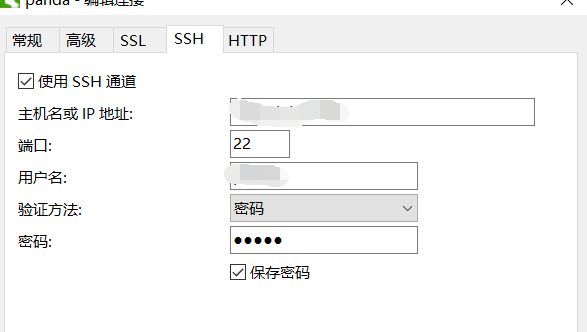 panda - 编辑连接
常规 高级 SSL SSH HTTP
使用 SSH 通道
主机名或 IP 地址:
端口: 22
用户名:
验证方法: 密码
密码: ●●●●●
保存密码